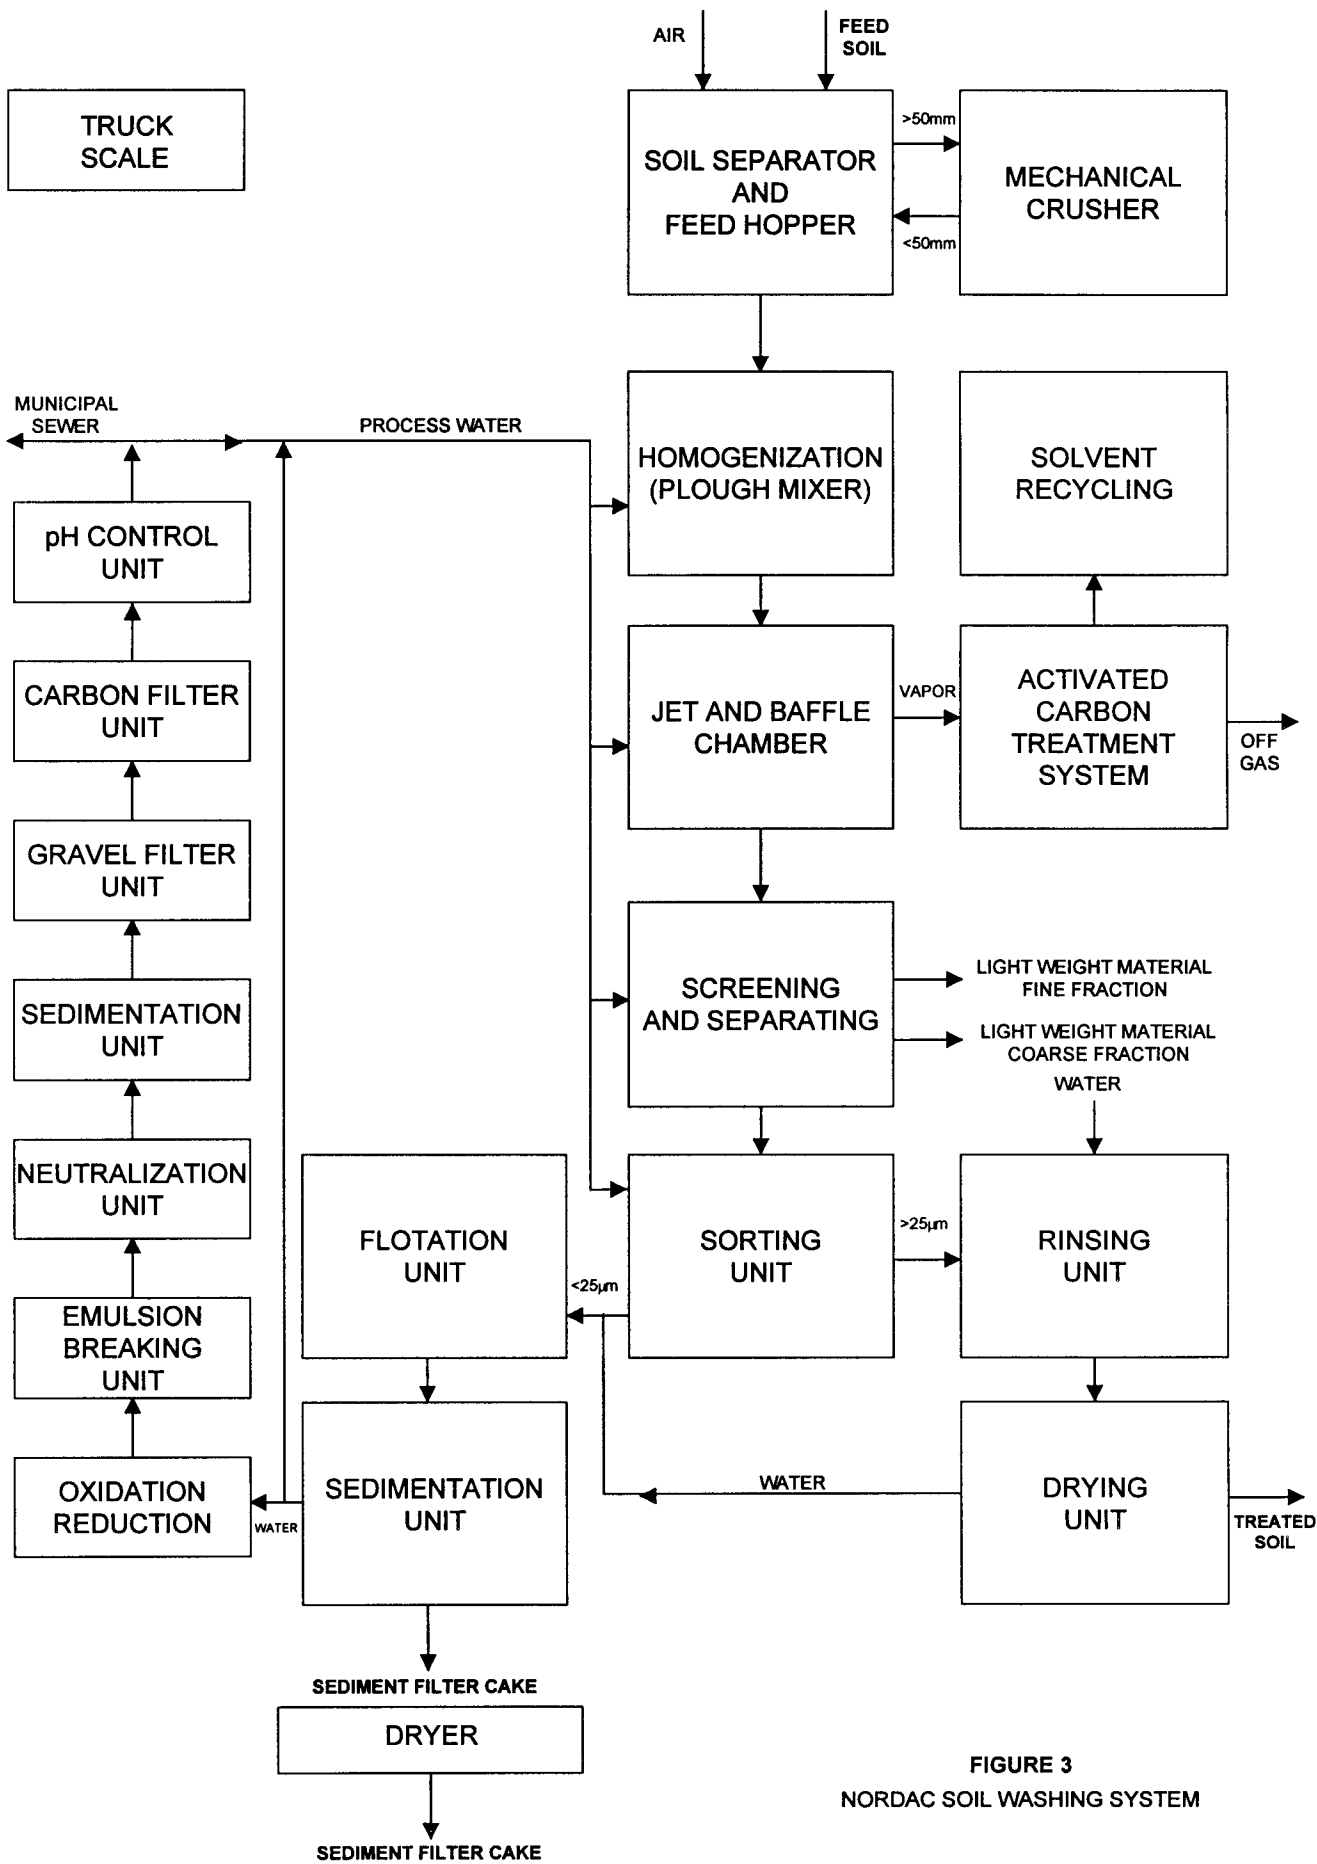 AIR
FEED
SOIL
TRUCK
SCALE
SOIL SEPARATOR
AND
FEED HOPPER
>50mm
<50mm
MECHANICAL
CRUSHER
MUNICIPAL
SEWER
PROCESS WATER
HOMOGENIZATION
(PLOUGH MIXER)
SOLVENT
RECYCLING
pH CONTROL
UNIT
CARBON FILTER
UNIT
JET AND BAFFLE
CHAMBER
VAPOR
ACTIVATED
CARBON
TREATMENT
SYSTEM
OFF
GAS
GRAVEL FILTER
UNIT
SCREENING
AND SEPARATING
LIGHT WEIGHT MATERIAL
FINE FRACTION
LIGHT WEIGHT MATERIAL
COARSE FRACTION
WATER
SEDIMENTATION
UNIT
NEUTRALIZATION
UNIT
FLOTATION
UNIT
<25µm
SORTING
UNIT
>25µm
RINSING
UNIT
EMULSION
BREAKING
UNIT
OXIDATION
REDUCTION
WATER
SEDIMENTATION
UNIT
WATER
DRYING
UNIT
TREATED
SOIL
SEDIMENT FILTER CAKE
DRYER
SEDIMENT FILTER CAKE
FIGURE 3
NORDAC SOIL WASHING SYSTEM